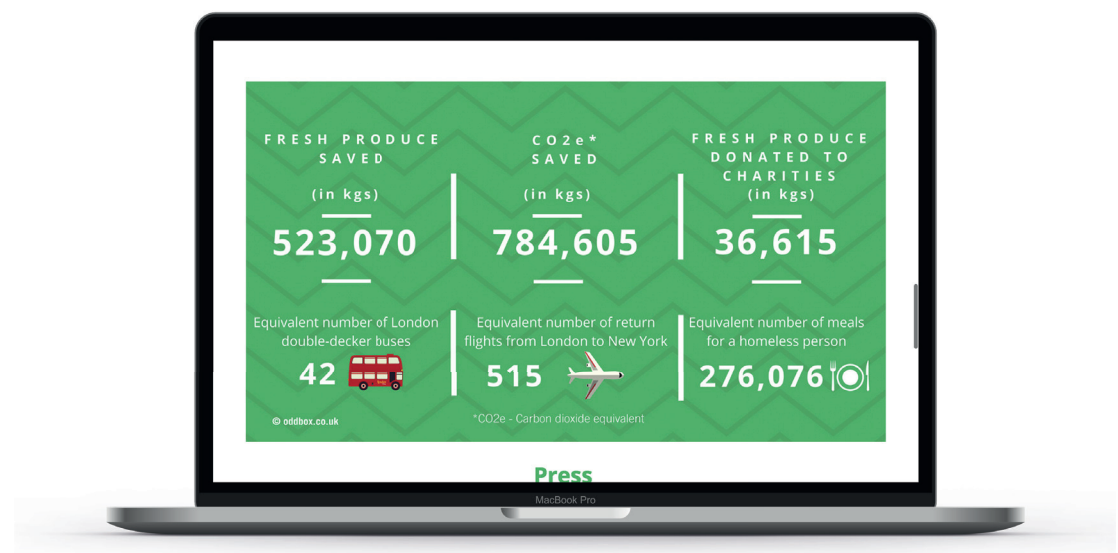 FRESH PRODUCE
SAVED
(in kgs)
523,070
Equivalent number of London
double-decker buses
42
CO2e*
SAVED
(in kgs)
784,605
Equivalent number of return
flights from London to New York
515
FRESH PRODUCE
DONATED TO
CHARITIES
(in kgs)
36,615
Equivalent number of meals
for a homeless person
276,076
© oddbox.co.uk
*CO2e - Carbon dioxide equivalent
Press
MacBook Pro